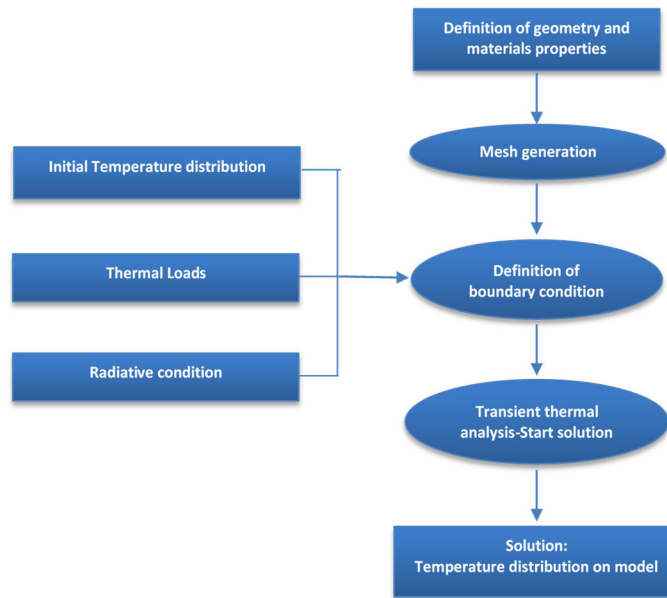 Definition of geometry and
materials properties
Mesh generation
Initial Temperature distribution
Thermal Loads
Definition of
boundary condition
Radiative condition
Transient thermal
analysis-Start solution
Solution:
Temperature distribution on model